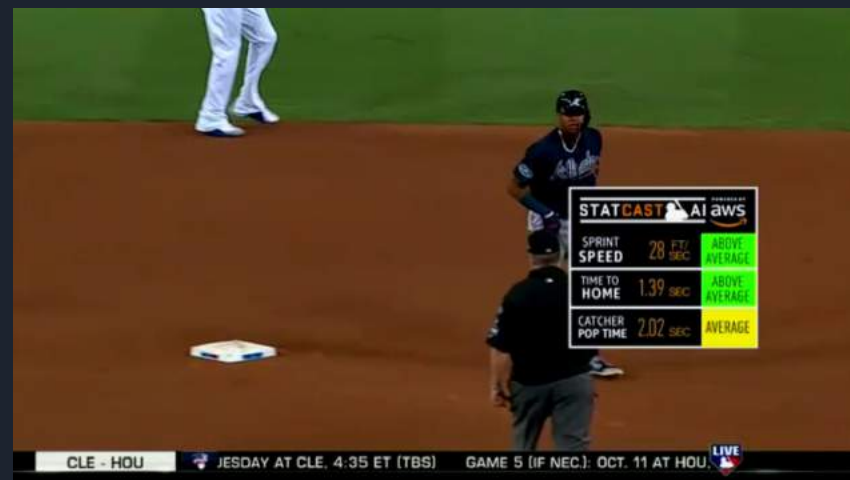 STATCAST AI
POWERED BY
aws
SPRINT
SPEED
28 FT/
SEC
ABOVE
AVERAGE
TIME TO
HOME
1.39 SEC
ABOVE
AVERAGE
CATCHER
POP TIME
2.02 SEC
AVERAGE
LIVE
CLE - HOU
JESDAY AT CLE, 4:35 ET (TBS) GAME 5 (IF NEC.): OCT. 11 AT HOU,